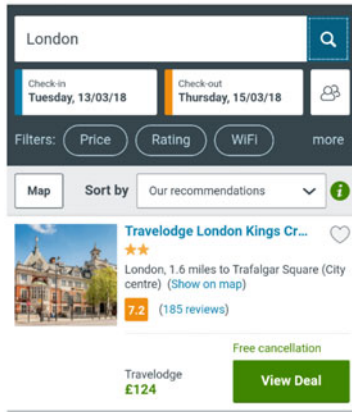 London
Check-in
Tuesday, 13/03/18
Check-out
Thursday, 15/03/18
Filters:
Price
Rating
WiFi
more
Map
Sort by
Our recommendations
i
Travelodge London Kings Cr...
London, 1.6 miles to Trafalgar Square (City
centre) (Show on map)
7.2 (185 reviews)
Free cancellation
Travelodge
£124
View Deal